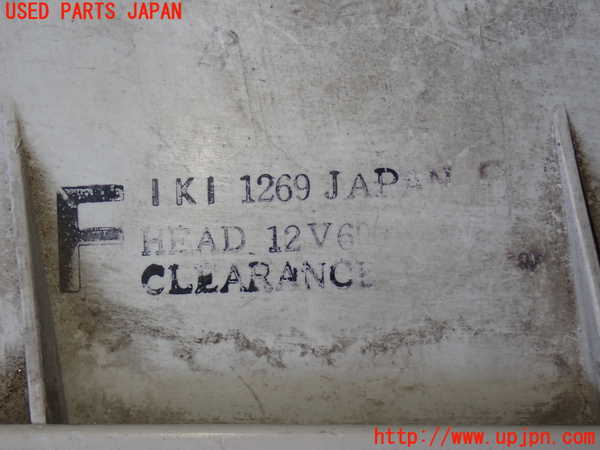 USED PARTS JAPAN
F
IKI 1269 JAPAN
HEAD 12V
CLEARANCE
http://www.upjpn.com/